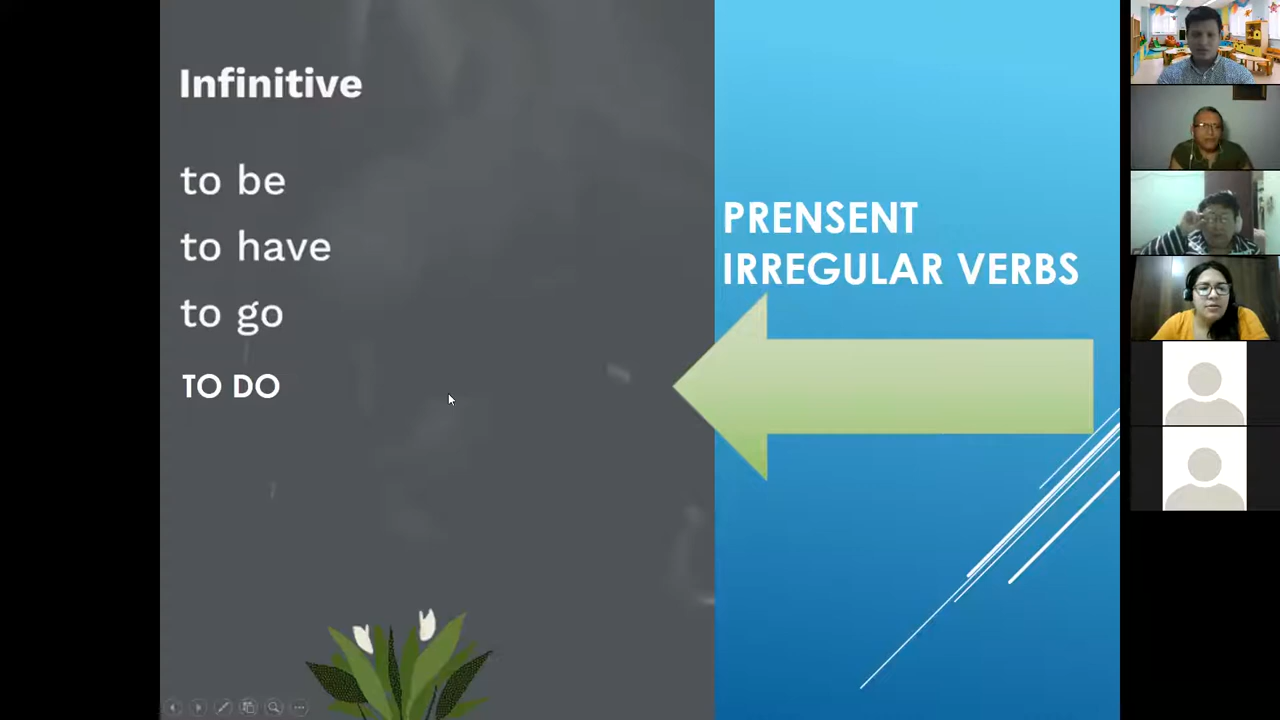 Infinitive
to be
to have
to go
TO DO
PRENSENT
IRREGULAR VERBS